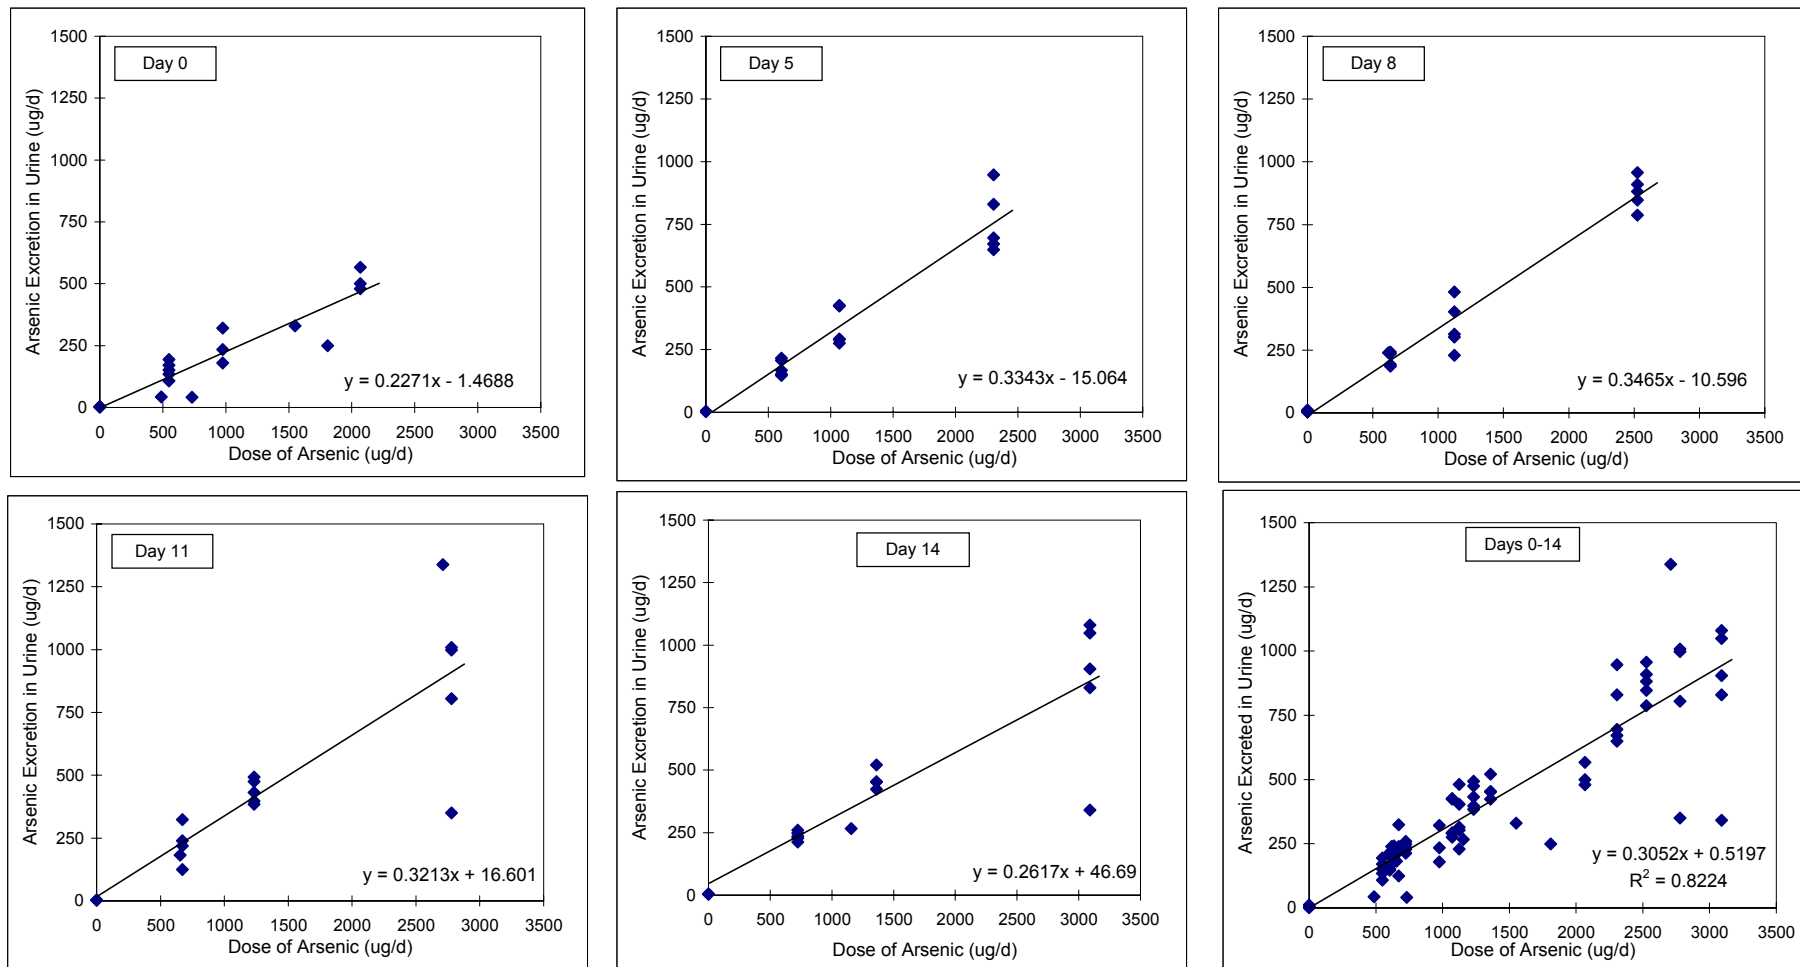 Day 0
Arsenic Excretion in Urine (ug/d)
1500
1250
1000
750
500
250
0
y = 0.2271x - 1.4688
0 500 1000 1500 2000 2500 3000 3500
Dose of Arsenic (ug/d)
Day 5
Arsenic Excretion in Urine (ug/d)
1500
1250
1000
750
500
250
0
y = 0.3343x - 15.064
0 500 1000 1500 2000 2500 3000 3500
Dose of Arsenic (ug/d)
Day 8
Arsenic Excretion in Urine (ug/d)
1500
1250
1000
750
500
250
0
y = 0.3465x - 10.596
0 500 1000 1500 2000 2500 3000 3500
Dose of Arsenic (ug/d)
Day 11
Arsenic Excretion in Urine (ug/d)
1500
1250
1000
750
500
250
0
y = 0.3213x + 16.601
0 500 1000 1500 2000 2500 3000 3500
Dose of Arsenic (ug/d)
Day 14
Arsenic Excretion in Urine (ug/d)
1500
1250
1000
750
500
250
0
y = 0.2617x + 46.69
0 500 1000 1500 2000 2500 3000 3500
Dose of Arsenic (ug/d)
Days 0-14
Arsenic Excreted in Urine (ug/d)
1500
1250
1000
750
500
250
0
y = 0.3052x + 0.5197
R² = 0.8224
0 500 1000 1500 2000 2500 3000 3500
Dose of Arsenic (ug/d)